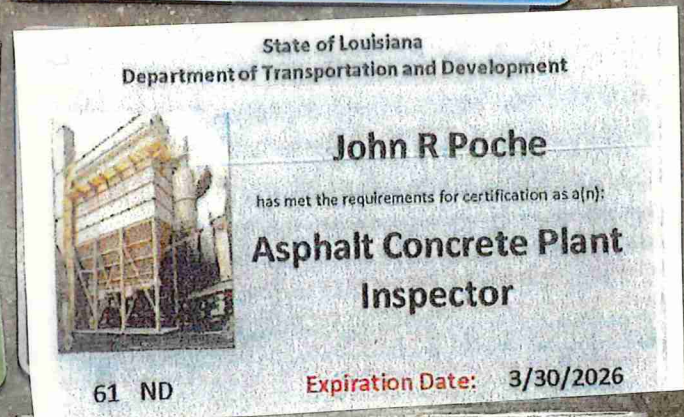 State of Louisiana
Department of Transportation and Development
John R Poche
has met the requirements for certification as a(n):
Asphalt Concrete Plant
Inspector
61 ND
Expiration Date: 3/30/2026